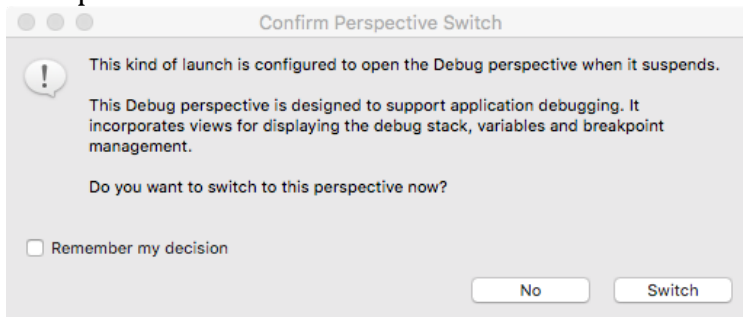 Confirm Perspective Switch
This kind of launch is configured to open the Debug perspective when it suspends.
This Debug perspective is designed to support application debugging. It
incorporates views for displaying the debug stack, variables and breakpoint
management.
Do you want to switch to this perspective now?
Remember my decision
No Switch